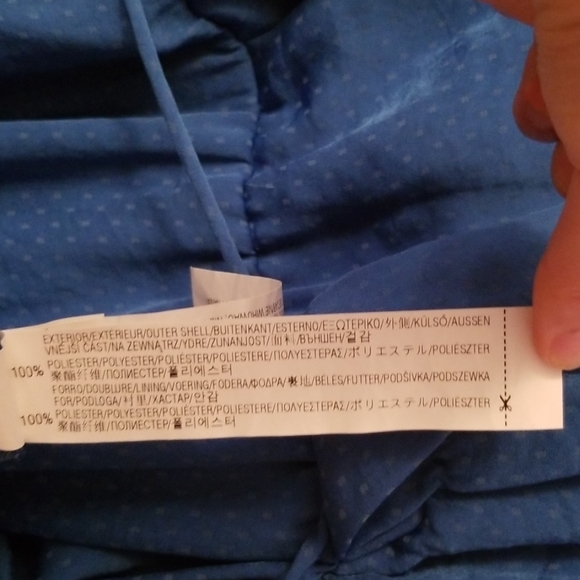 EXTERIOR/EXTERIEUR/OUTER SHELL/BUITENKANT/ESTERNO/ΕΞΩΤΕΡΙΚΟ/外側/KÜLSŐ/AUSSEN
VNĚJŠÍ ČÁST/NA ZEWNĄTRZ/YDRE/ZUNANJOST/面料/ВЪНШЕН/겉감
100% POLIESTER/POLYESTER/POLIÉSTER/POLIESTERE/ΠΟΛΥΕΣΤΕΡΑΣ/ポリエステル/POLIÉSZTER
聚酯纤维/ПОЛИЕСТЕР/폴리에스터
FORRO/DOUBLURE/LINING/VOERING/FODERA/ΦΟΔΡΑ/裏地/BÉLÉS/FUTTER/PODŠIVKA/PODSZEWKA
FOR/PODLOGA/衬里/ХАСТАР/안감
100% POLIESTER/POLYESTER/POLIÉSTER/POLIESTERE/ΠΟΛΥΕΣΤΕΡΑΣ/ポリエステル/POLIÉSZTER
聚酯纤维/ПОЛИЕСТЕР/폴리에스터